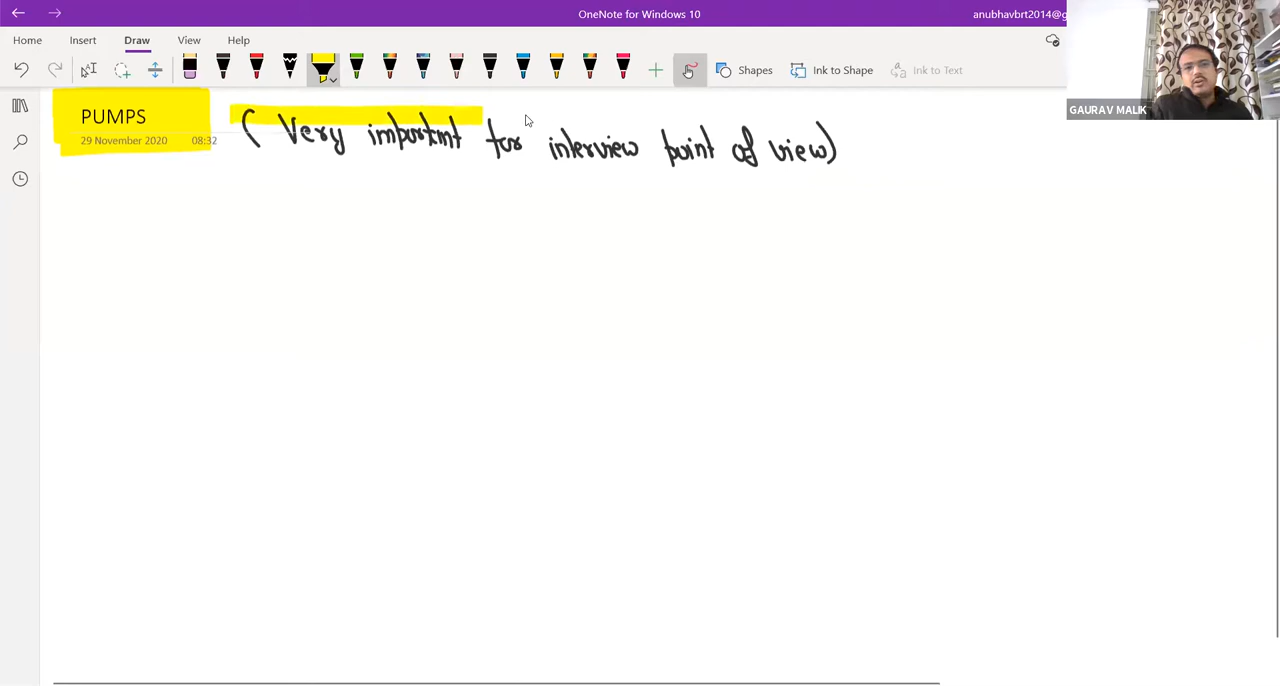 OneNote for Windows 10
anubhavbrt2014@g
Home Insert Draw View Help
Shapes Ink to Shape Ink to Text
GAURAV MALIK
PUMPS
29 November 2020 08:32
( Very important for interview point of view)